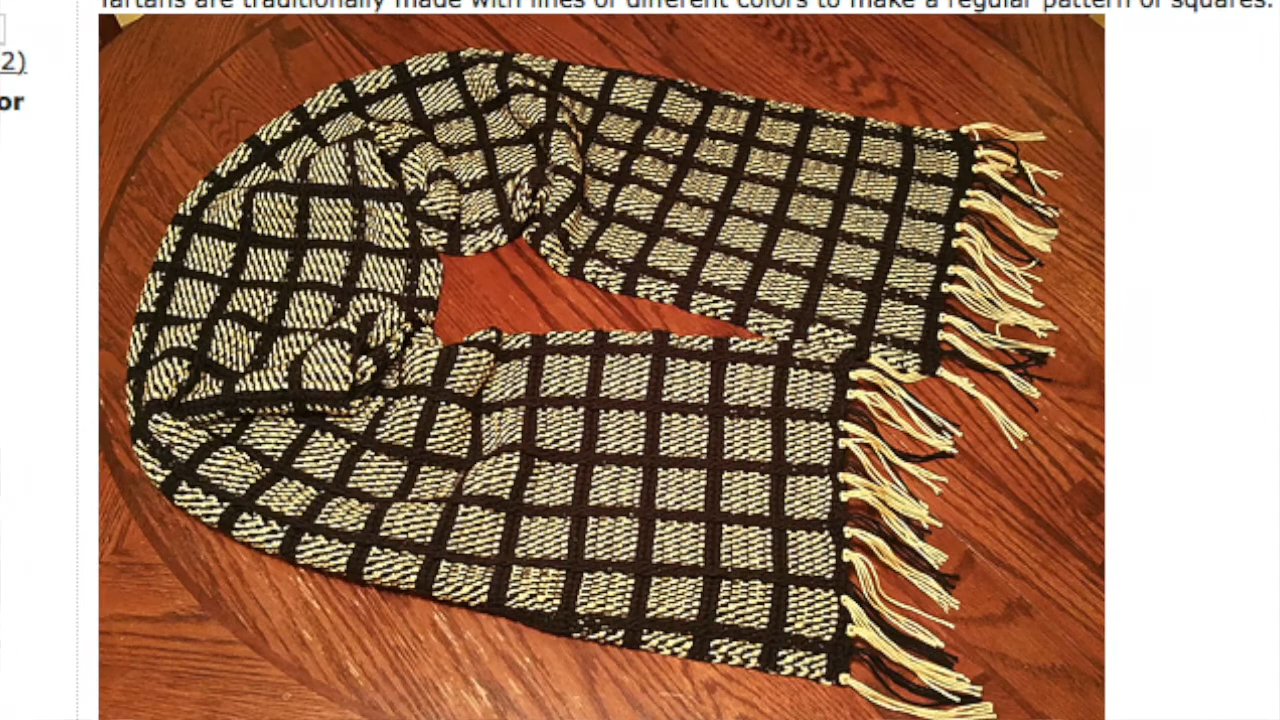 Tartans are traditionally made with lines of different colors to make a regular pattern of squares.
2)
or